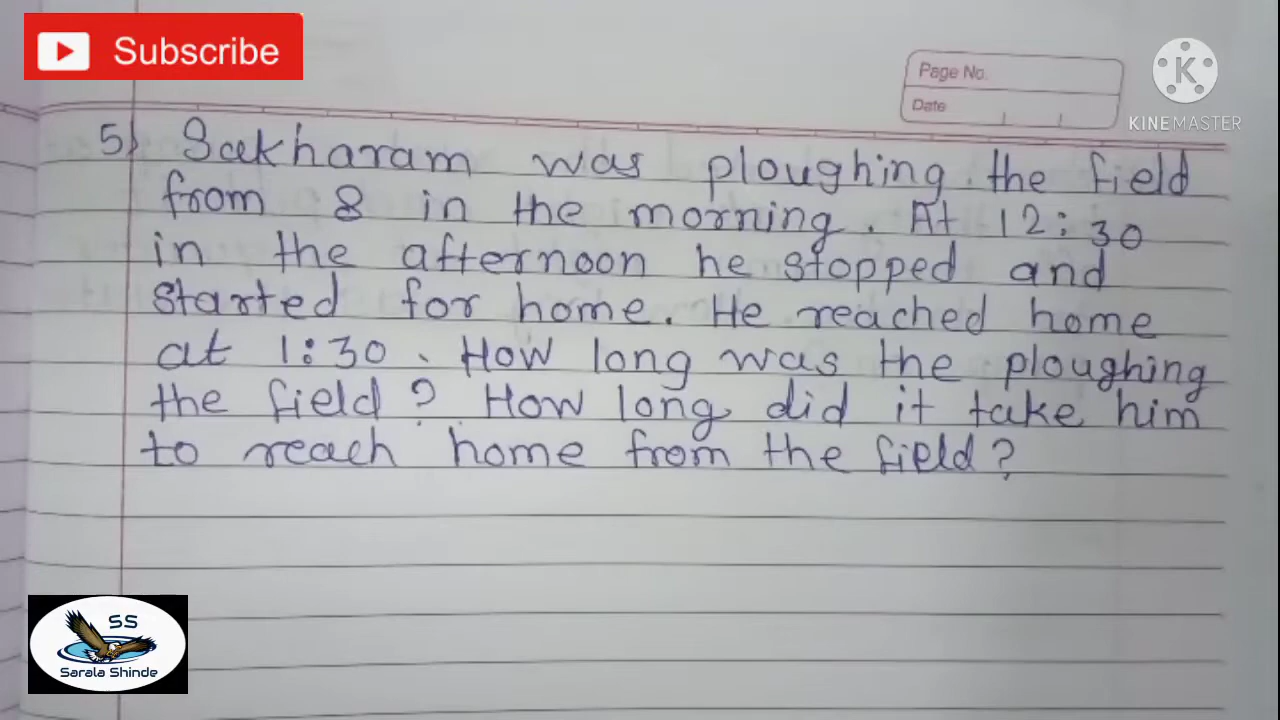 Subscribe
Page No.
Date
KINEMASTER
5) Sakharam was ploughing the field
from 8 in the morning. At 12:30
in the afternoon he stopped and
started for home. He reached home
at 1:30. How long was the ploughing
the field? How long did it take him
to reach home from the field?
SS
Sarala Shinde